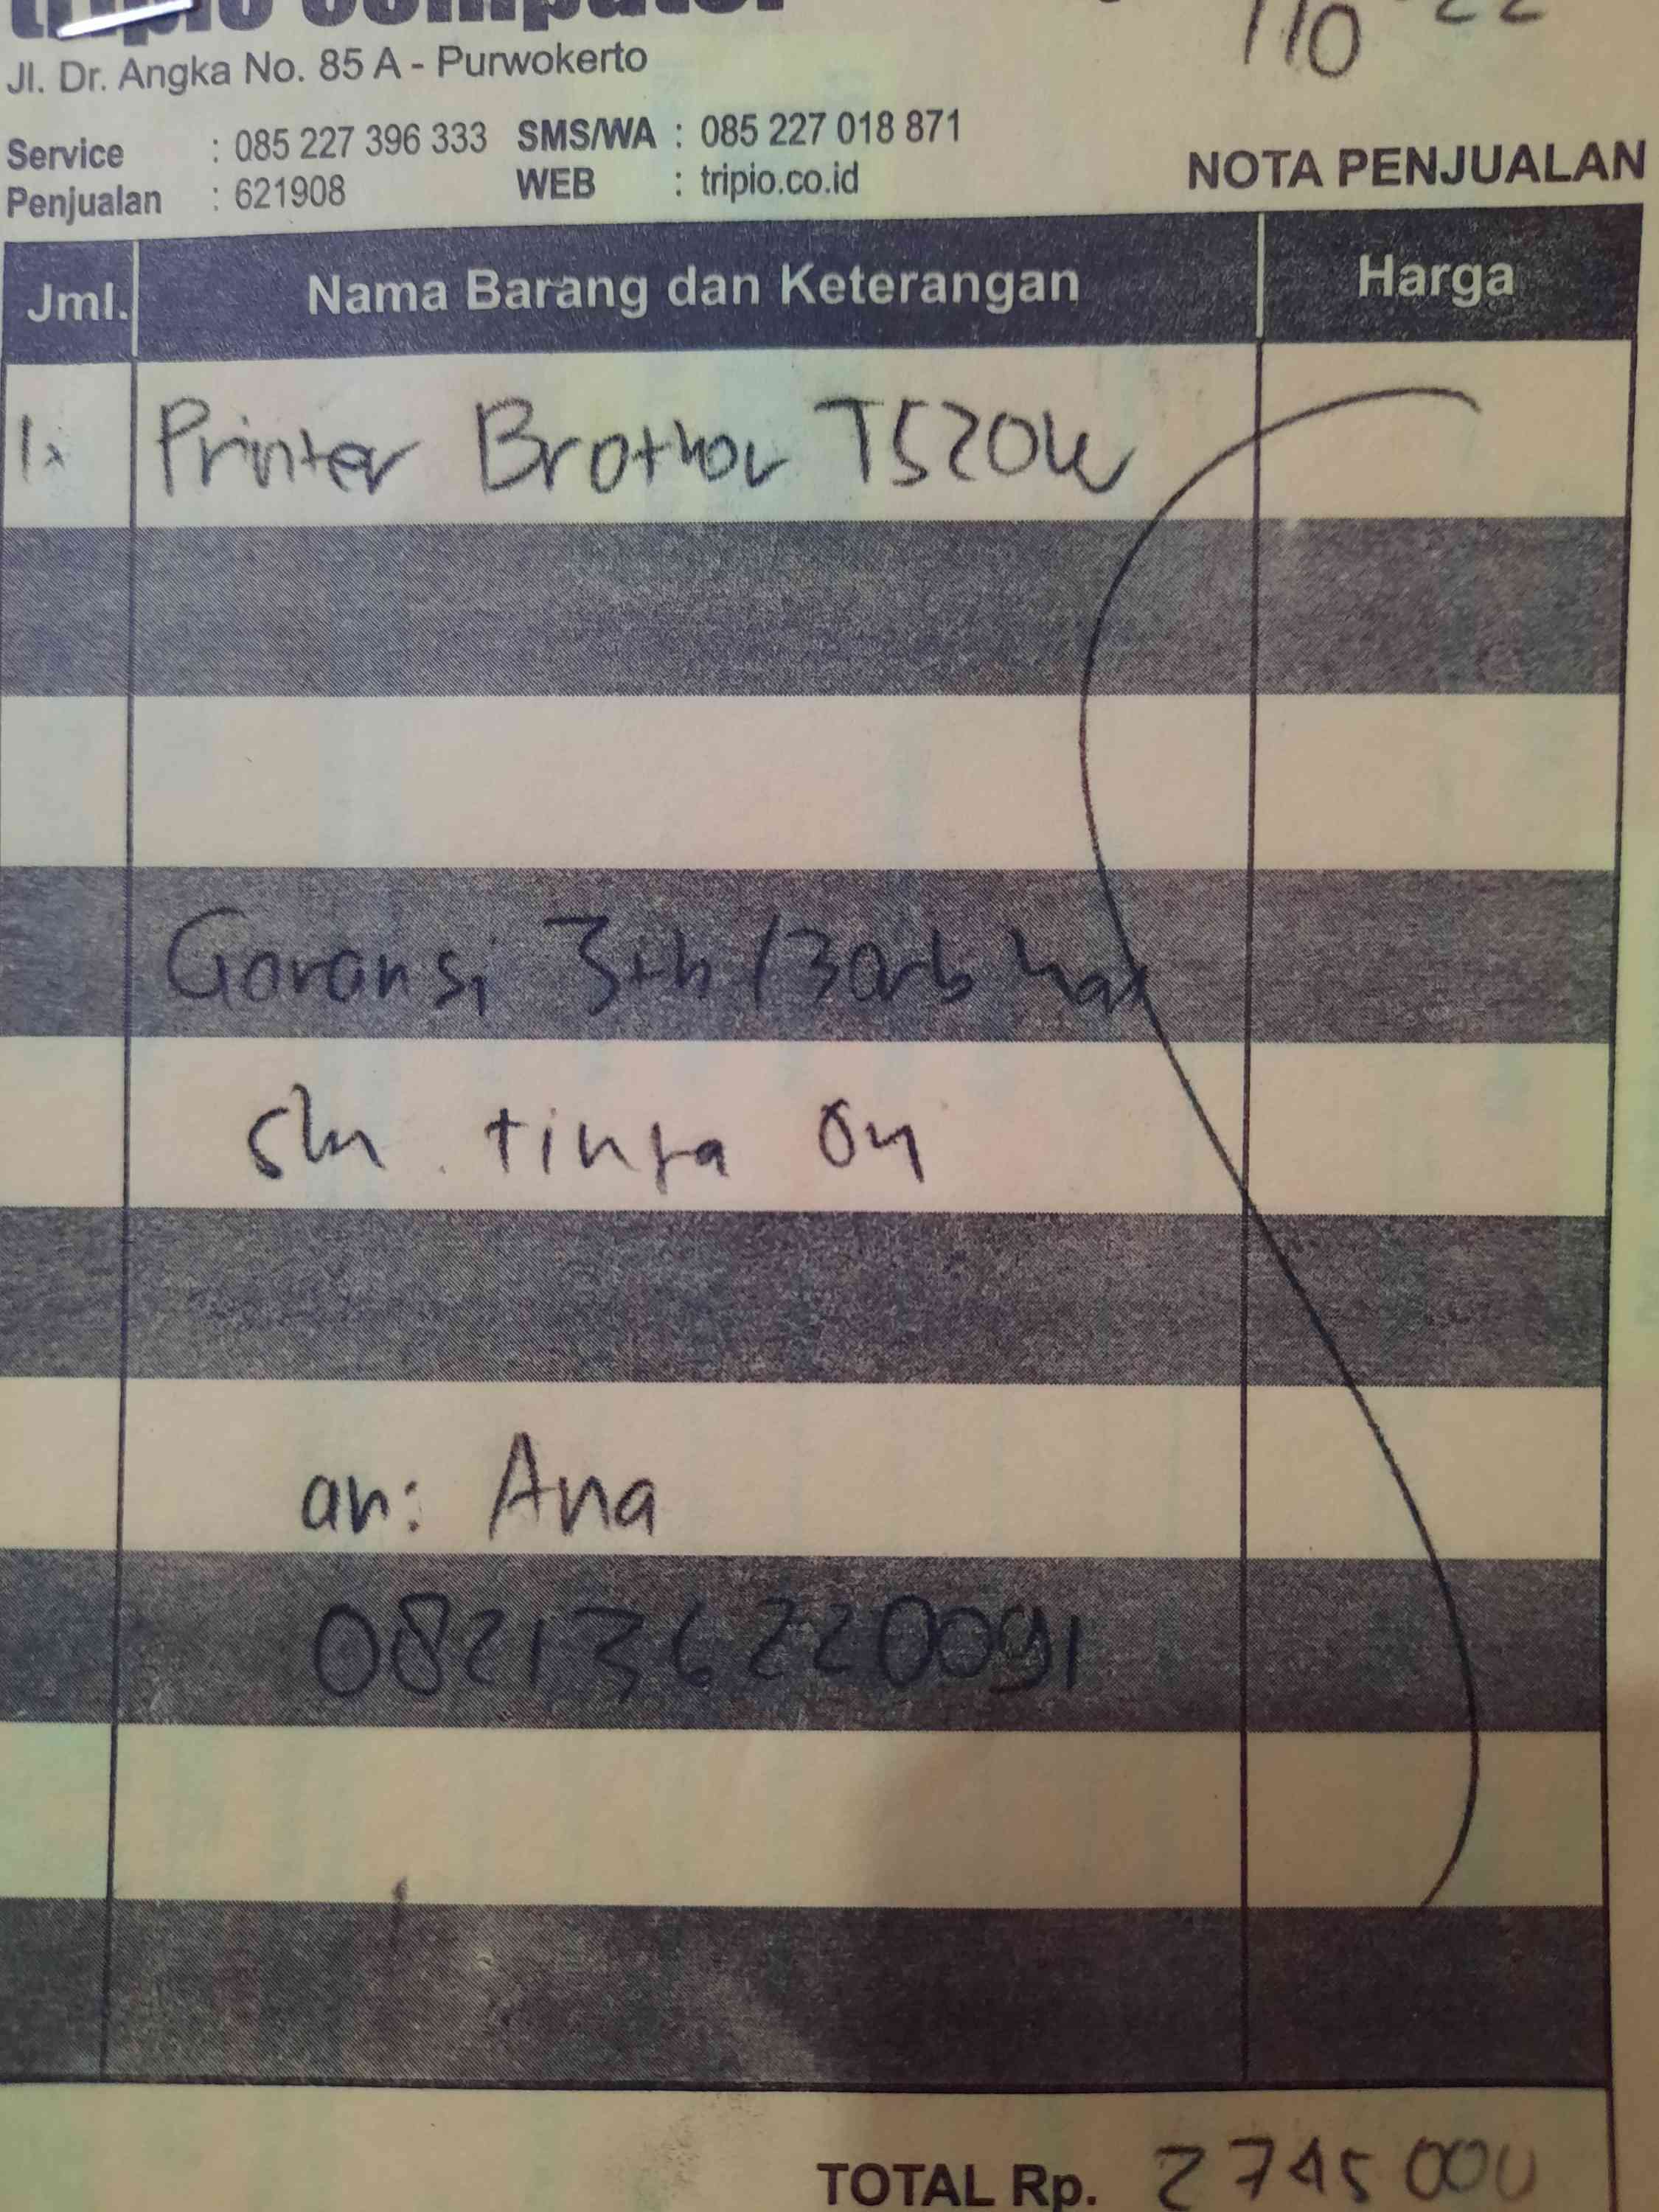 tripio computer
110-22
Jl. Dr. Angka No. 85 A - Purwokerto
Service : 085 227 396 333 SMS/WA : 085 227 018 871
Penjualan : 621908 WEB : tripio.co.id
NOTA PENJUALAN
Jml. Nama Barang dan Keterangan Harga
1x Printer Brother T520W
Garansi 3th/30rb hal
slm tinta ori
an: Ana
082136220091
TOTAL Rp. 2745000